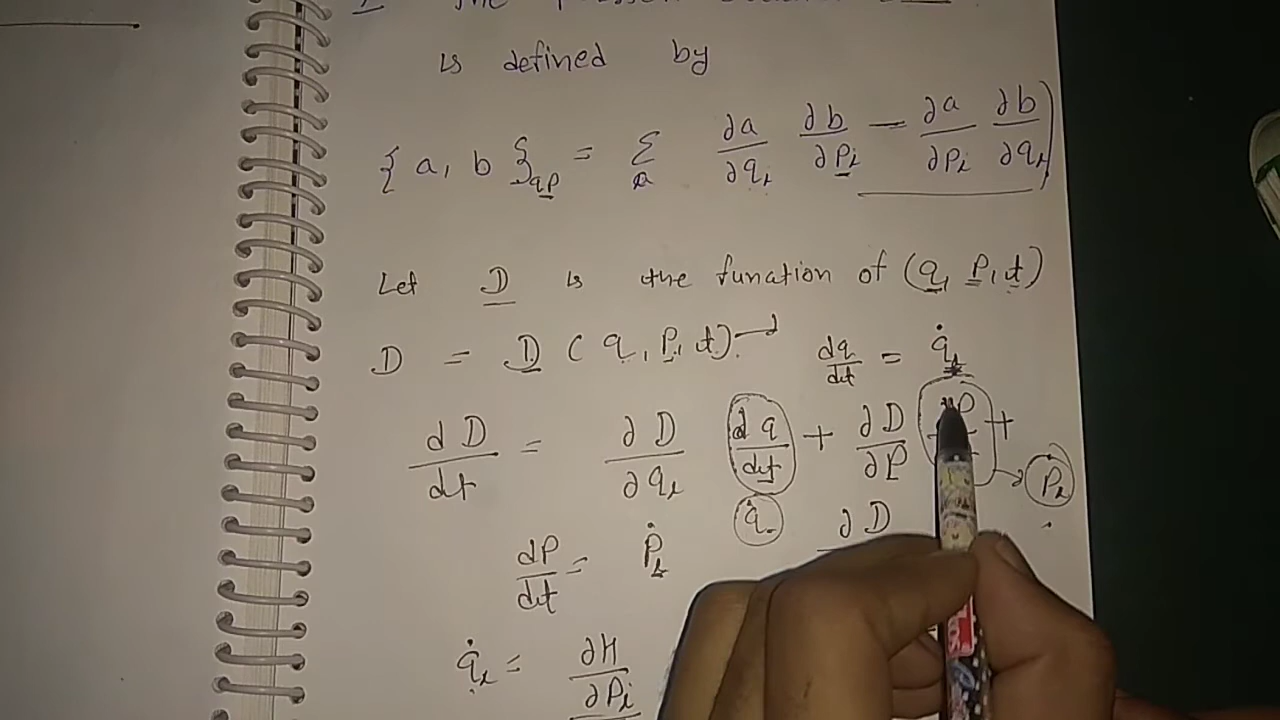 The
is defined by
{ a, b }qp = Σ ∂a/∂qi ∂b/∂pi − ∂a/∂pi ∂b/∂qi )
Let D is the function of (q, P, t)
D = D (q, P, t)
dq/dt = q̇i
dD/dt = ∂D/∂qi dq/dt + ∂D/∂P + → Ṗi
q̇ ∂D
dP/dt = Ṗi
q̇i = ∂H/∂Pi